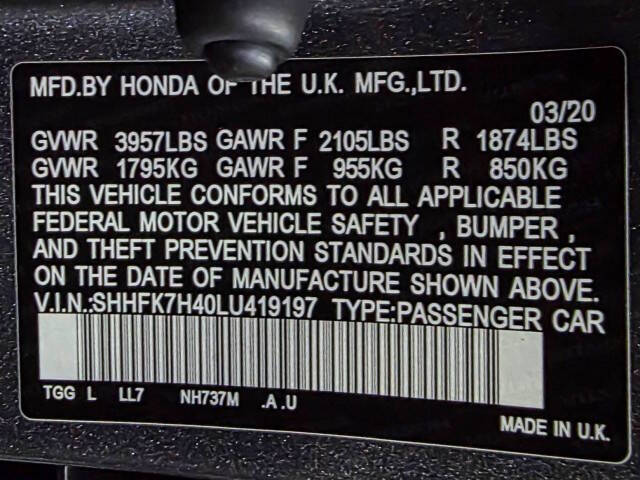 MFD.BY HONDA OF THE U.K. MFG.,LTD.
03/20
GVWR 3957LBS GAWR F 2105LBS R 1874LBS
GVWR 1795KG GAWR F 955KG R 850KG
THIS VEHICLE CONFORMS TO ALL APPLICABLE
FEDERAL MOTOR VEHICLE SAFETY , BUMPER ,
AND THEFT PREVENTION STANDARDS IN EFFECT
ON THE DATE OF MANUFACTURE SHOWN ABOVE.
V.I.N.:SHHFK7H40LU419197 TYPE:PASSENGER CAR
TGG L LL7 NH737M .A .U
MADE IN U.K.